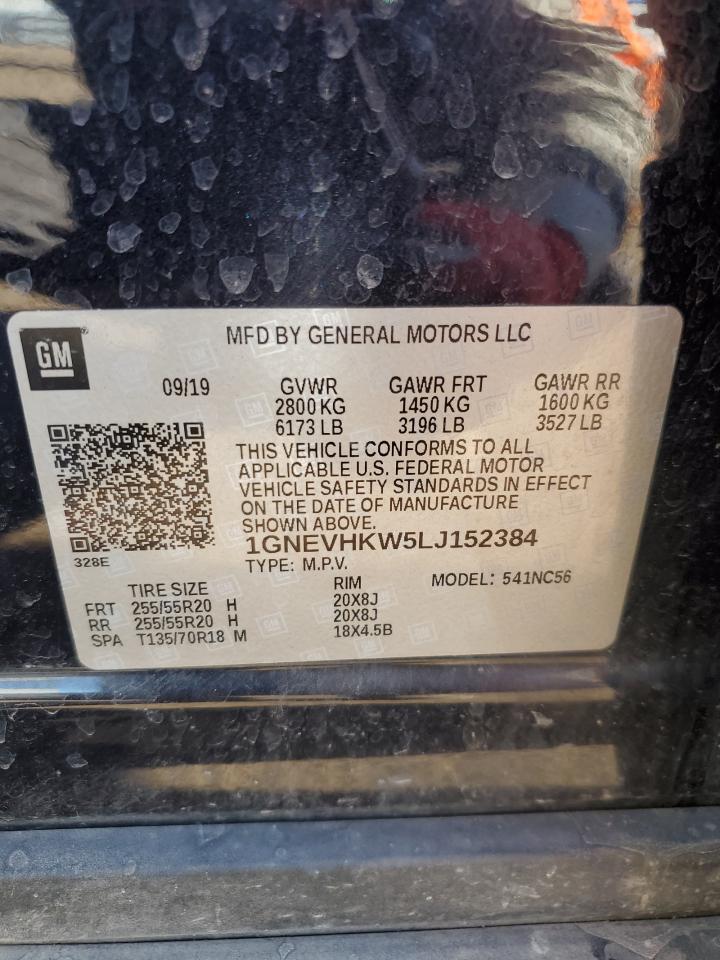 GM
MFD BY GENERAL MOTORS LLC
09/19 GVWR GAWR FRT GAWR RR
2800 KG 1450 KG 1600 KG
6173 LB 3196 LB 3527 LB
THIS VEHICLE CONFORMS TO ALL
APPLICABLE U.S. FEDERAL MOTOR
VEHICLE SAFETY STANDARDS IN EFFECT
ON THE DATE OF MANUFACTURE
SHOWN ABOVE.
328E
1GNEVHKW5LJ152384
TYPE: M.P.V. MODEL: 541NC56
TIRE SIZE RIM
FRT 255/55R20 H 20X8J
RR 255/55R20 H 20X8J
SPA T135/70R18 M 18X4.5B